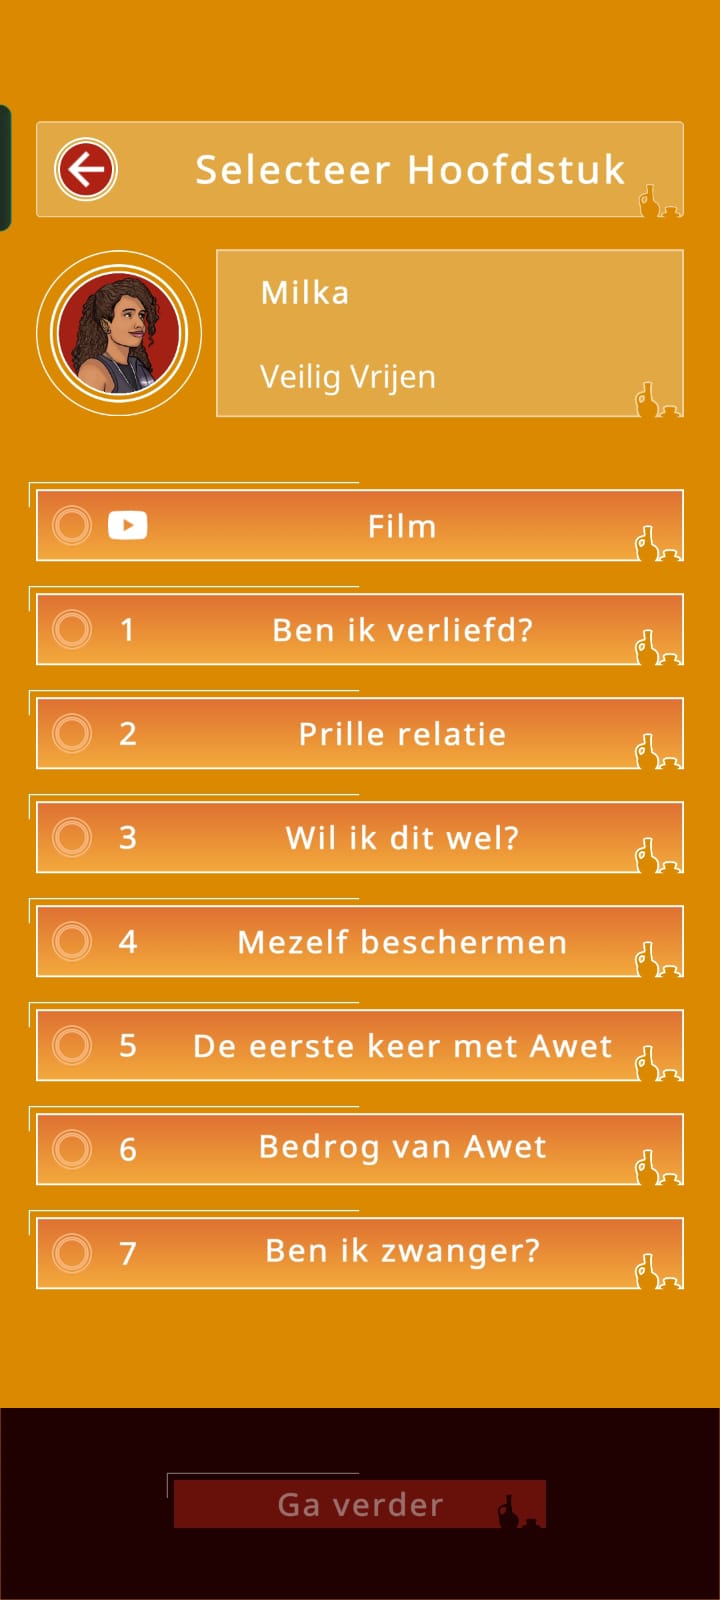 Selecteer Hoofdstuk
Milka
Veilig Vrijen
Film
1 Ben ik verliefd?
2 Prille relatie
3 Wil ik dit wel?
4 Mezelf beschermen
5 De eerste keer met Awet
6 Bedrog van Awet
7 Ben ik zwanger?
Ga verder